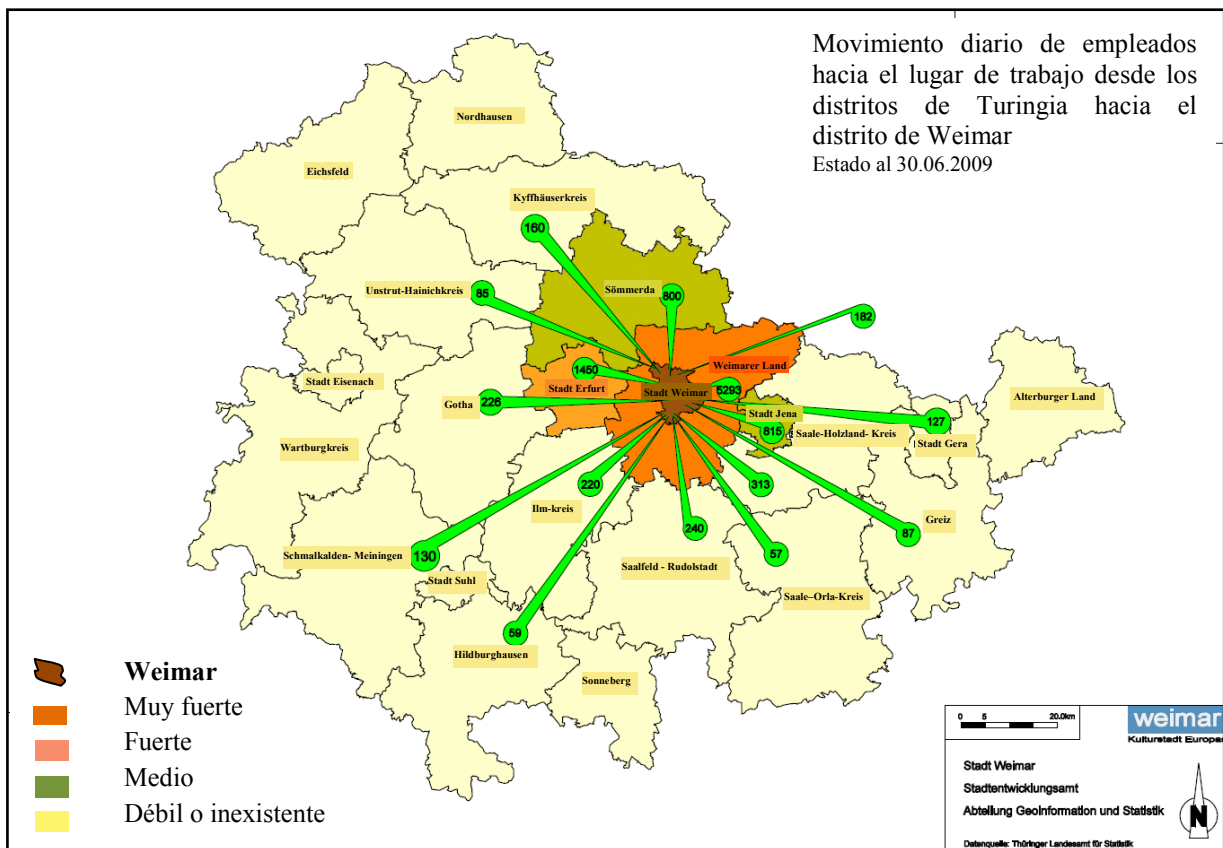 Movimiento diario de empleados
hacia el lugar de trabajo desde los
distritos de Turingia hacia el
distrito de Weimar
Estado al 30.06.2009
Nordhausen
Eichsfeld
Kyffhäuserkreis
160
Unstrut-Hainichkreis
85
Sömmerda
800
182
Weimarer Land
1450
Stadt Eisenach
Stadt Erfurt
Stadt Weimar
5293
Gotha
226
Stadt Jena
815
Saale-Holzland- Kreis
127
Stadt Gera
Alterburger Land
Wartburgkreis
220
313
Ilm-kreis
240
Greiz
87
Schmalkalden- Meiningen
130
57
Saalfeld - Rudolstadt
Stadt Suhl
Saale–Orla-Kreis
59
Hildburghausen
Sonneberg
Weimar
Muy fuerte
Fuerte
Medio
Débil o inexistente
0 5 20.0km
weimar
Kulturstadt Europas
Stadt Weimar
Stadtentwicklungsamt
Abteilung Geoinformation und Statistik
N
Datenquelle: Thüringer Landesamt für Statistik